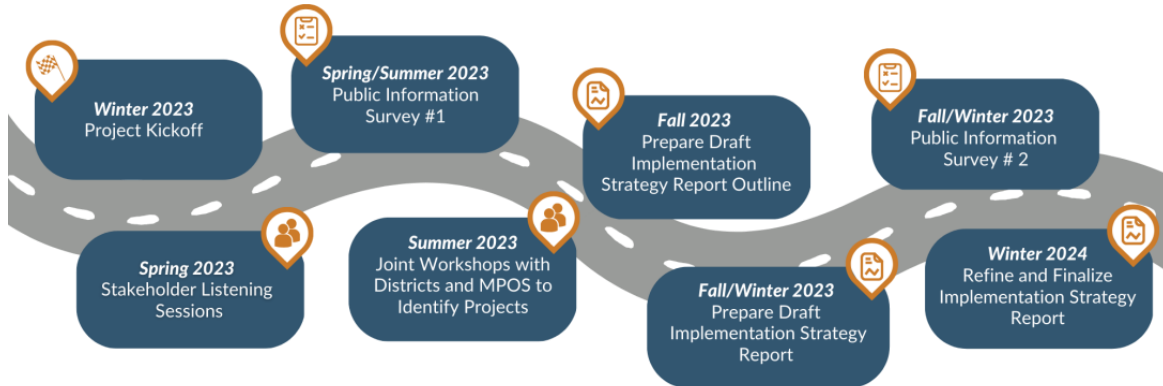 Winter 2023
Project Kickoff
Spring 2023
Stakeholder Listening
Sessions
Spring/Summer 2023
Public Information
Survey #1
Summer 2023
Joint Workshops with
Districts and MPOS to
Identify Projects
Fall 2023
Prepare Draft
Implementation
Strategy Report Outline
Fall/Winter 2023
Prepare Draft
Implementation Strategy
Report
Fall/Winter 2023
Public Information
Survey # 2
Winter 2024
Refine and Finalize
Implementation Strategy
Report